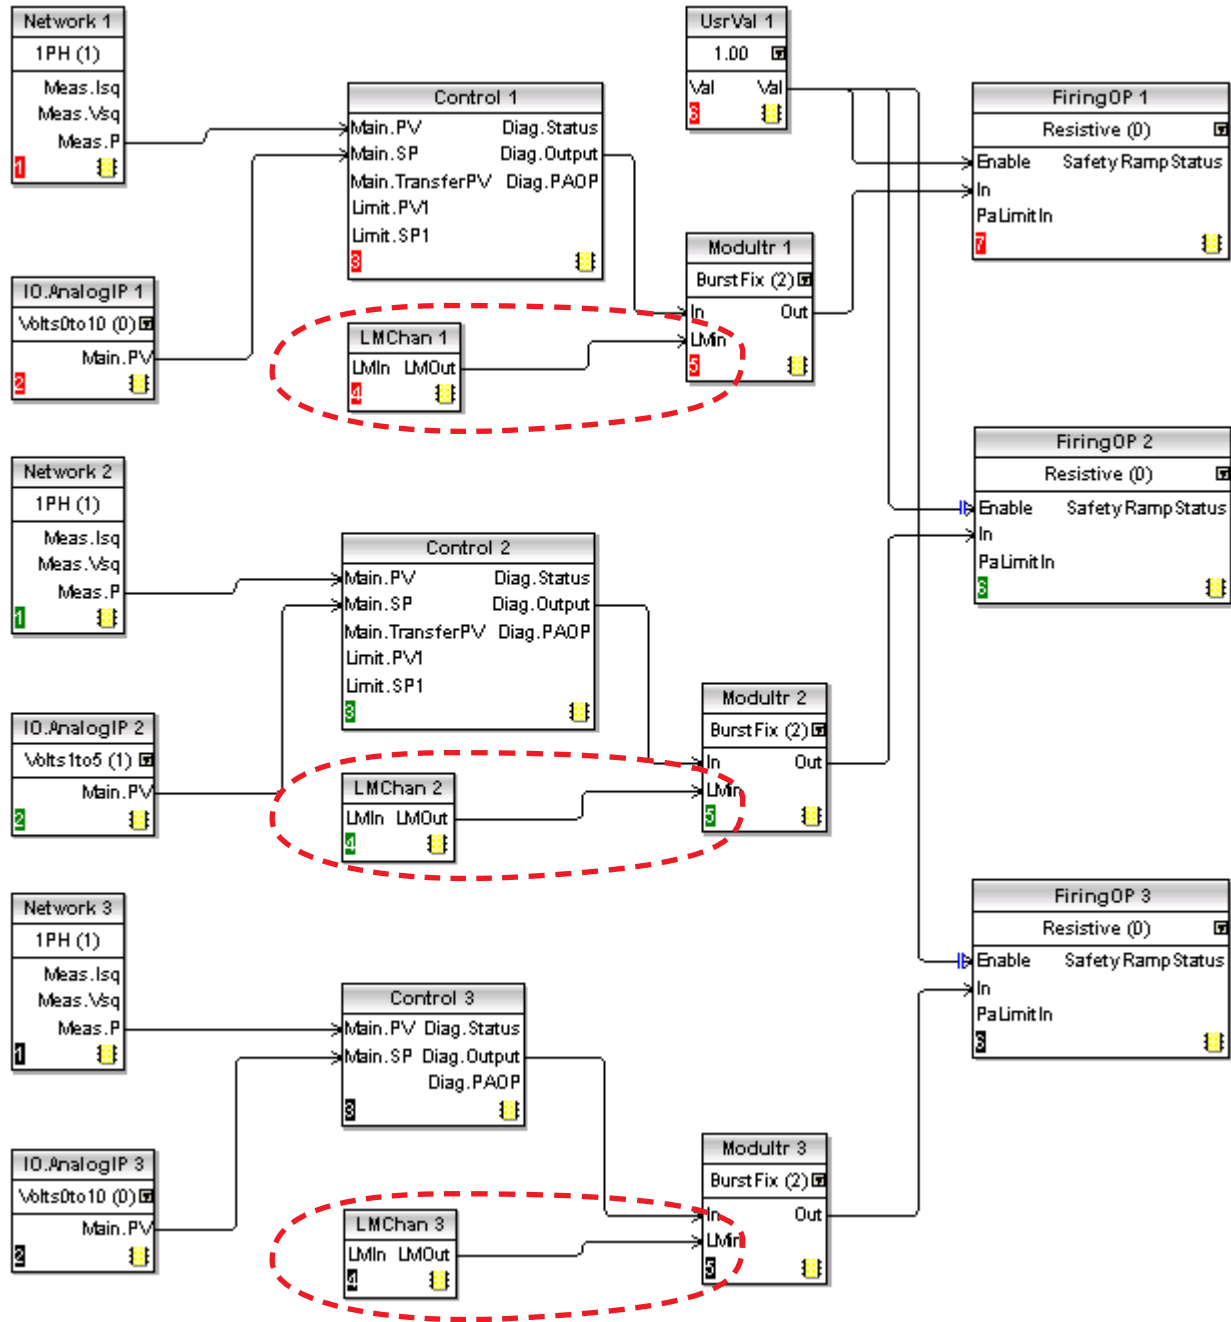 Network 1
1PH (1)
Meas.Isq
Meas.Vsq
Meas.P
1
IO.AnalogIP 1
Volts0to10 (0)
Main.PV
2
Control 1
Main.PV Diag.Status
Main.SP Diag.Output
Main.TransferPV Diag.PAOP
Limit.PV1
Limit.SP1
3
LMChan 1
LMIn LMOut
4
UsrVal 1
1.00
Val Val
6
Modultr 1
BurstFix (2)
In Out
LMin
5
FiringOP 1
Resistive (0)
Enable SafetyRampStatus
In
PaLimitIn
7
Network 2
1PH (1)
Meas.Isq
Meas.Vsq
Meas.P
1
IO.AnalogIP 2
Volts1to5 (1)
Main.PV
2
Control 2
Main.PV Diag.Status
Main.SP Diag.Output
Main.TransferPV Diag.PAOP
Limit.PV1
Limit.SP1
3
LMChan 2
LMIn LMOut
4
Modultr 2
BurstFix (2)
In Out
LMin
5
FiringOP 2
Resistive (0)
Enable SafetyRampStatus
In
PaLimitIn
6
Network 3
1PH (1)
Meas.Isq
Meas.Vsq
Meas.P
1
IO.AnalogIP 3
Volts0to10 (0)
Main.PV
2
Control 3
Main.PV Diag.Status
Main.SP Diag.Output
Diag.PAOP
3
LMChan 3
LMIn LMOut
4
Modultr 3
BurstFix (2)
In Out
LMin
5
FiringOP 3
Resistive (0)
Enable SafetyRampStatus
In
PaLimitIn
6